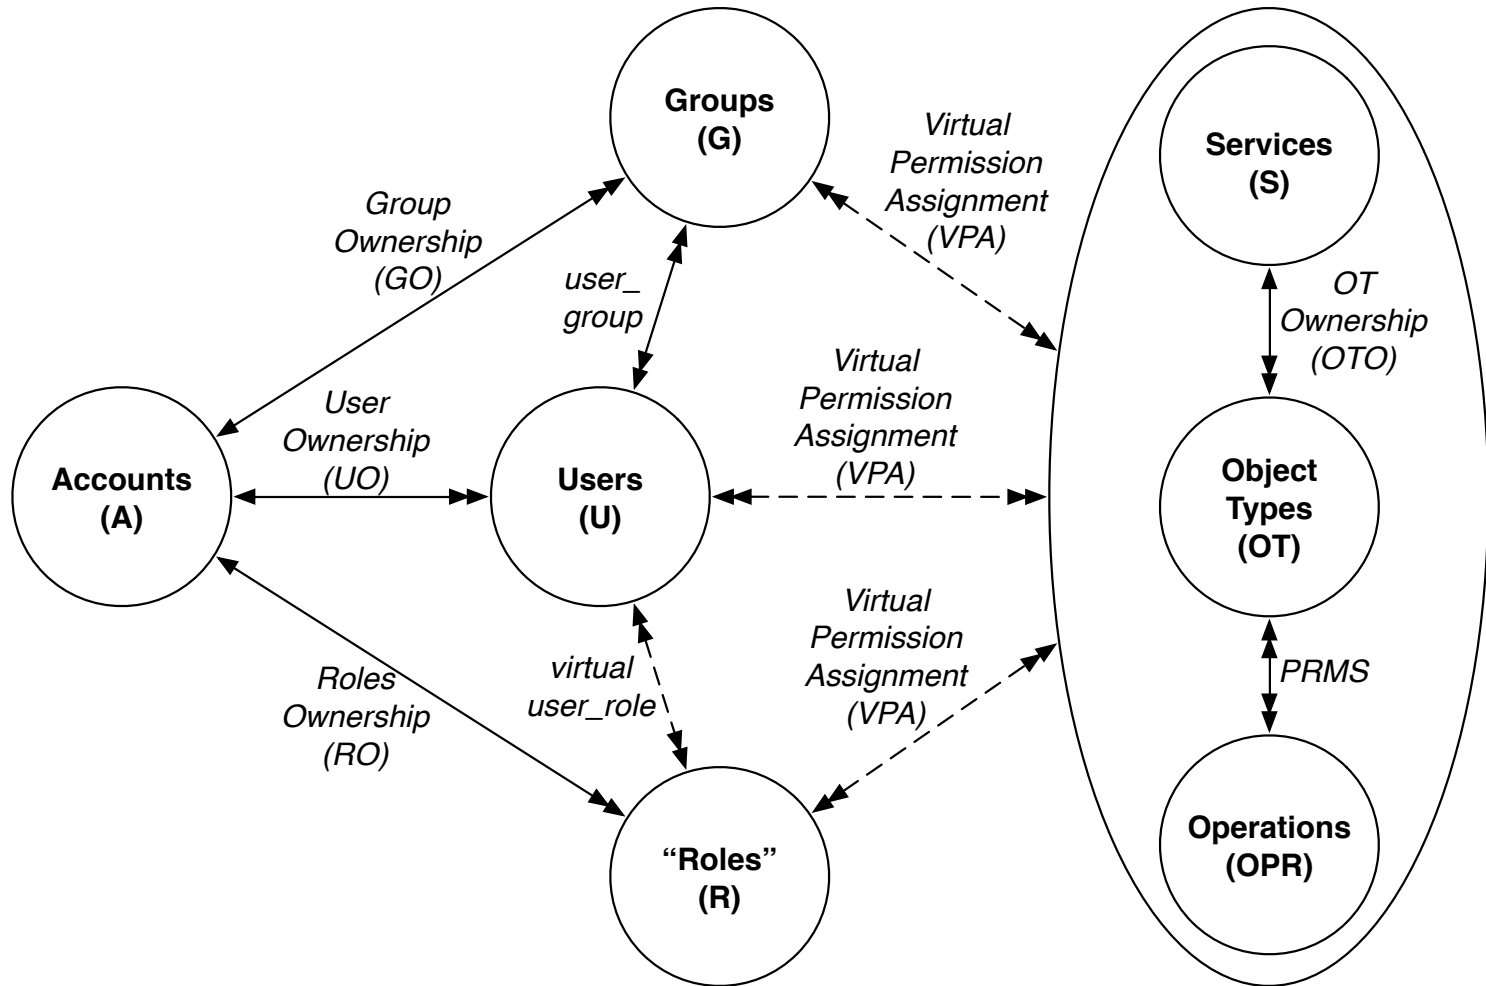 Groups
(G)
Virtual
Permission
Assignment
(VPA)
Services
(S)
Group
Ownership
(GO)
user_
group
OT
Ownership
(OTO)
Accounts
(A)
User
Ownership
(UO)
Users
(U)
Virtual
Permission
Assignment
(VPA)
Object
Types
(OT)
Roles
Ownership
(RO)
virtual
user_role
Virtual
Permission
Assignment
(VPA)
PRMS
“Roles”
(R)
Operations
(OPR)